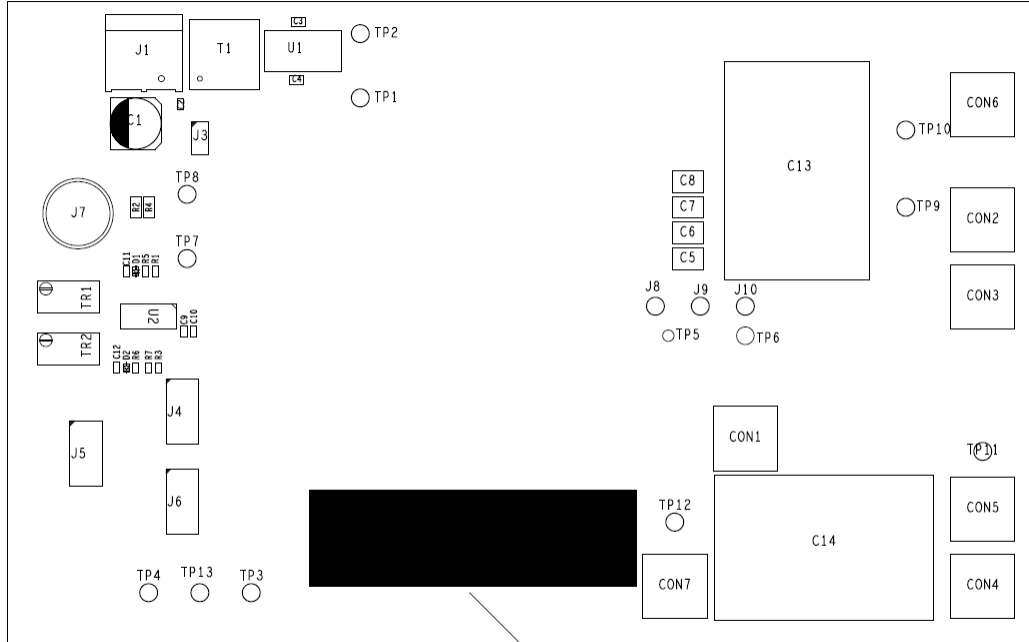 C3
TP2
J1
T1
U1
C4
TP1
CON6
C1
J3
TP10
C13
TP8
C8
J7
R2
R4
C7
TP9
CON2
C6
TP7
C5
C11
D1
R5
R1
TR1
J8
J9
J10
CON3
U2
C9
C10
TR2
TP5
TP6
C12
D2
R6
R7
R3
J4
CON1
J5
TP11
J6
TP12
CON5
C14
TP4
TP13
TP3
CON7
CON4